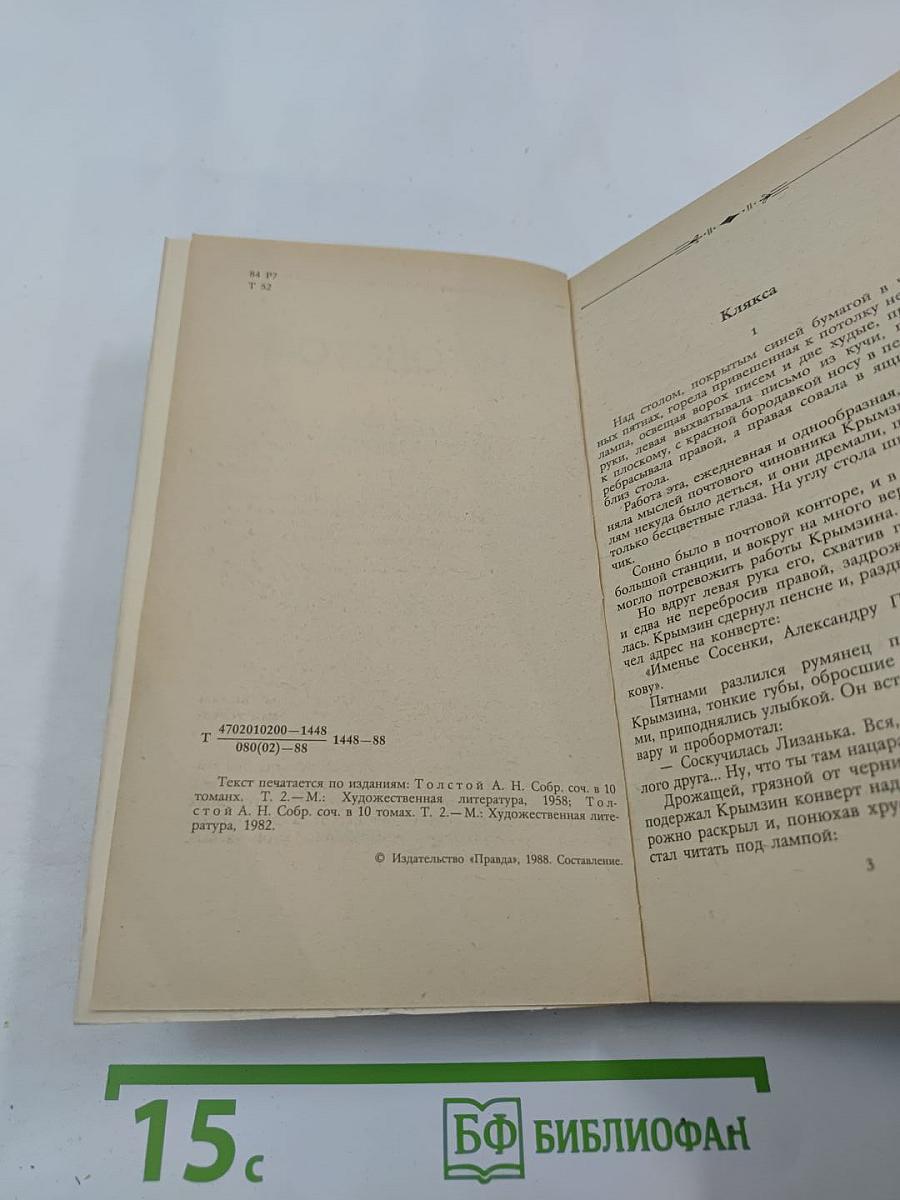 84 Р7
Т 52
Т 4702010200—1448 1448—88
080(02)—88
Текст печатается по изданиям: Толстой А. Н. Собр. соч. в 10
томанх. Т. 2.— М.: Художественная литература, 1958; Тол-
стой А. Н. Собр. соч. в 10 томах. Т. 2.— М.: Художественная лите-
ратура, 1982.
© Издательство «Правда», 1988. Составление.
Клякса
1
Над столом, покрытым синей бумагой в
ных пятнах, горела привешенная к потолку
лампа, освещая ворох писем и две худые,
руки, левая выхватывала письмо из кучи,
к плоскому, с красной бородавкой носу в
ребрасывала правой, а правая совала в
близ стола.
Работа эта, ежедневная и однообразная,
няла мыслей почтового чиновника
лям некуда было деться, и они дремали,
только бесцветные глаза. На углу стола
чик.
Сонно было в почтовой конторе, и в
большой станции, и вокруг на много
могло потревожить работы Крымзина.
Но вдруг левая рука его, схватив
и едва не перебросив правой,
лась. Крымзин сдернул пенсне и,
чел адрес на конверте:
«Именье Сосенки, Александру
кову».
Пятнами разлился румянец
Крымзина, тонкие губы, обросшие
ми, приподнялись улыбкой. Он
вару и пробормотал:
— Соскучилась Лизанька. Вся,
лого друга... Ну, что ты там
Дрожащей, грязной от
подержал Крымзин конверт над
рожно раскрыл и, понюхав
стал читать под лампой:
3
15 с
БФ БИБЛИОФАН